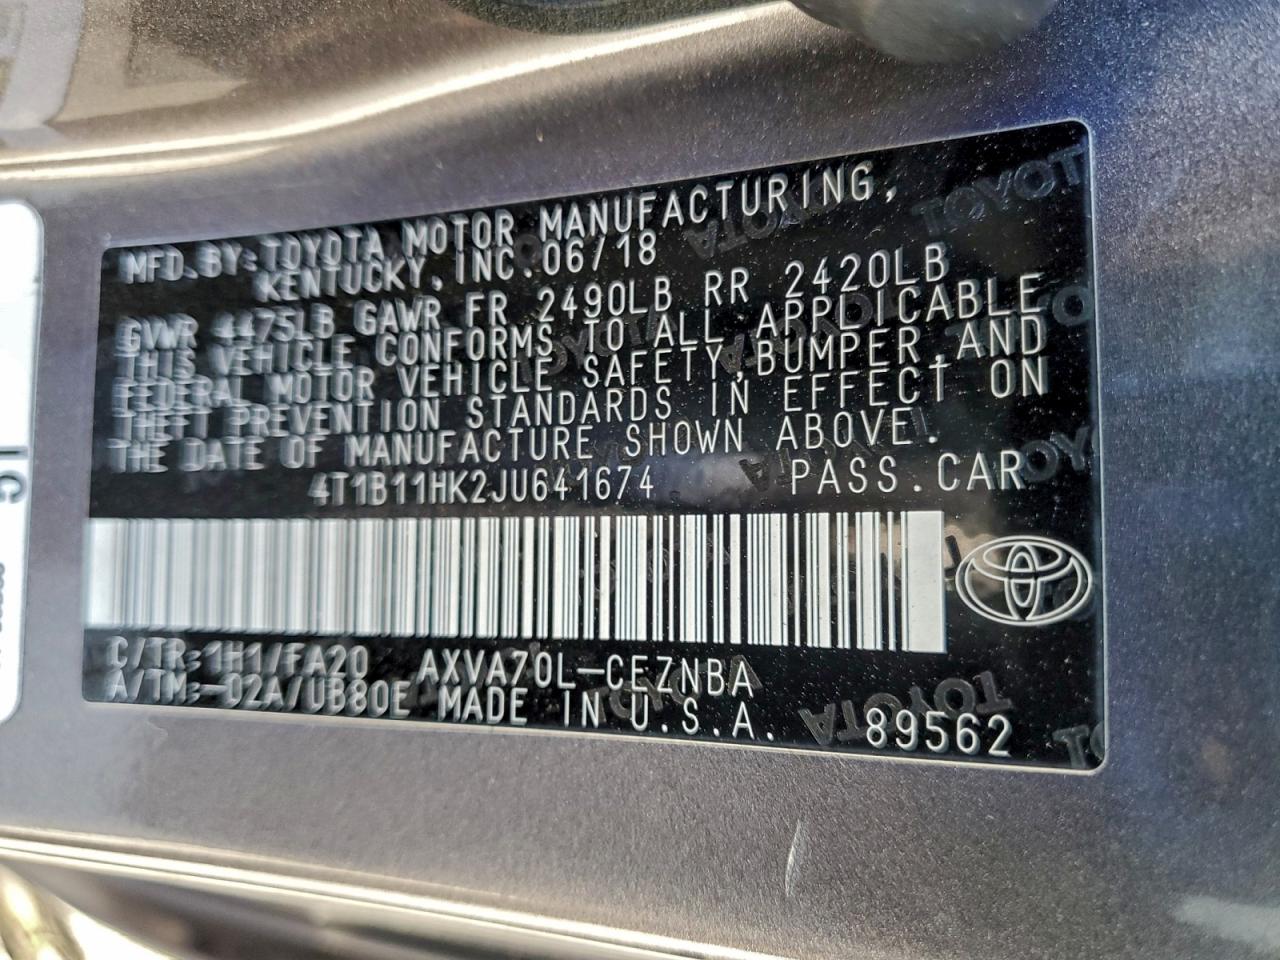 MFD. BY: TOYOTA MOTOR MANUFACTURING,
KENTUCKY, INC. 06/18
GVWR 4475LB GAWR FR 2490LB RR 2420LB
THIS VEHICLE CONFORMS TO ALL APPLICABLE
FEDERAL MOTOR VEHICLE SAFETY, BUMPER, AND
THEFT PREVENTION STANDARDS IN EFFECT ON
THE DATE OF MANUFACTURE SHOWN ABOVE.
4T1B11HK2JU641674 PASS. CAR
C/TR: 1H1/FA20 AXVA70L-CEZNBA
A/TM: -02A/UB80E MADE IN U.S.A. 89562